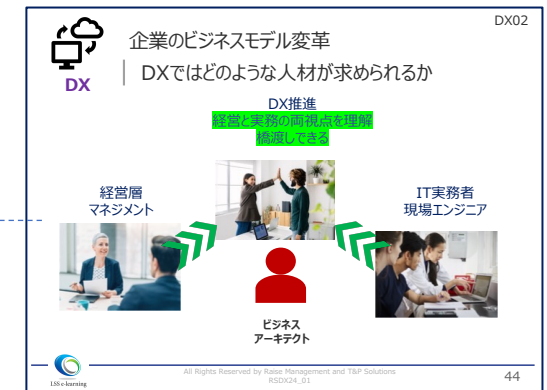 DX02
企業のビジネスモデル変革
DXではどのような人材が求められるか
DX
DX推進
経営と実務の両視点を理解
橋渡しできる
経営層
マネジメント
IT実務者
現場エンジニア
ビジネス
アーキテクト
LSS e-learning
All Rights Reserved by Raise Management and T&P Solutions
RSDX24_01
44